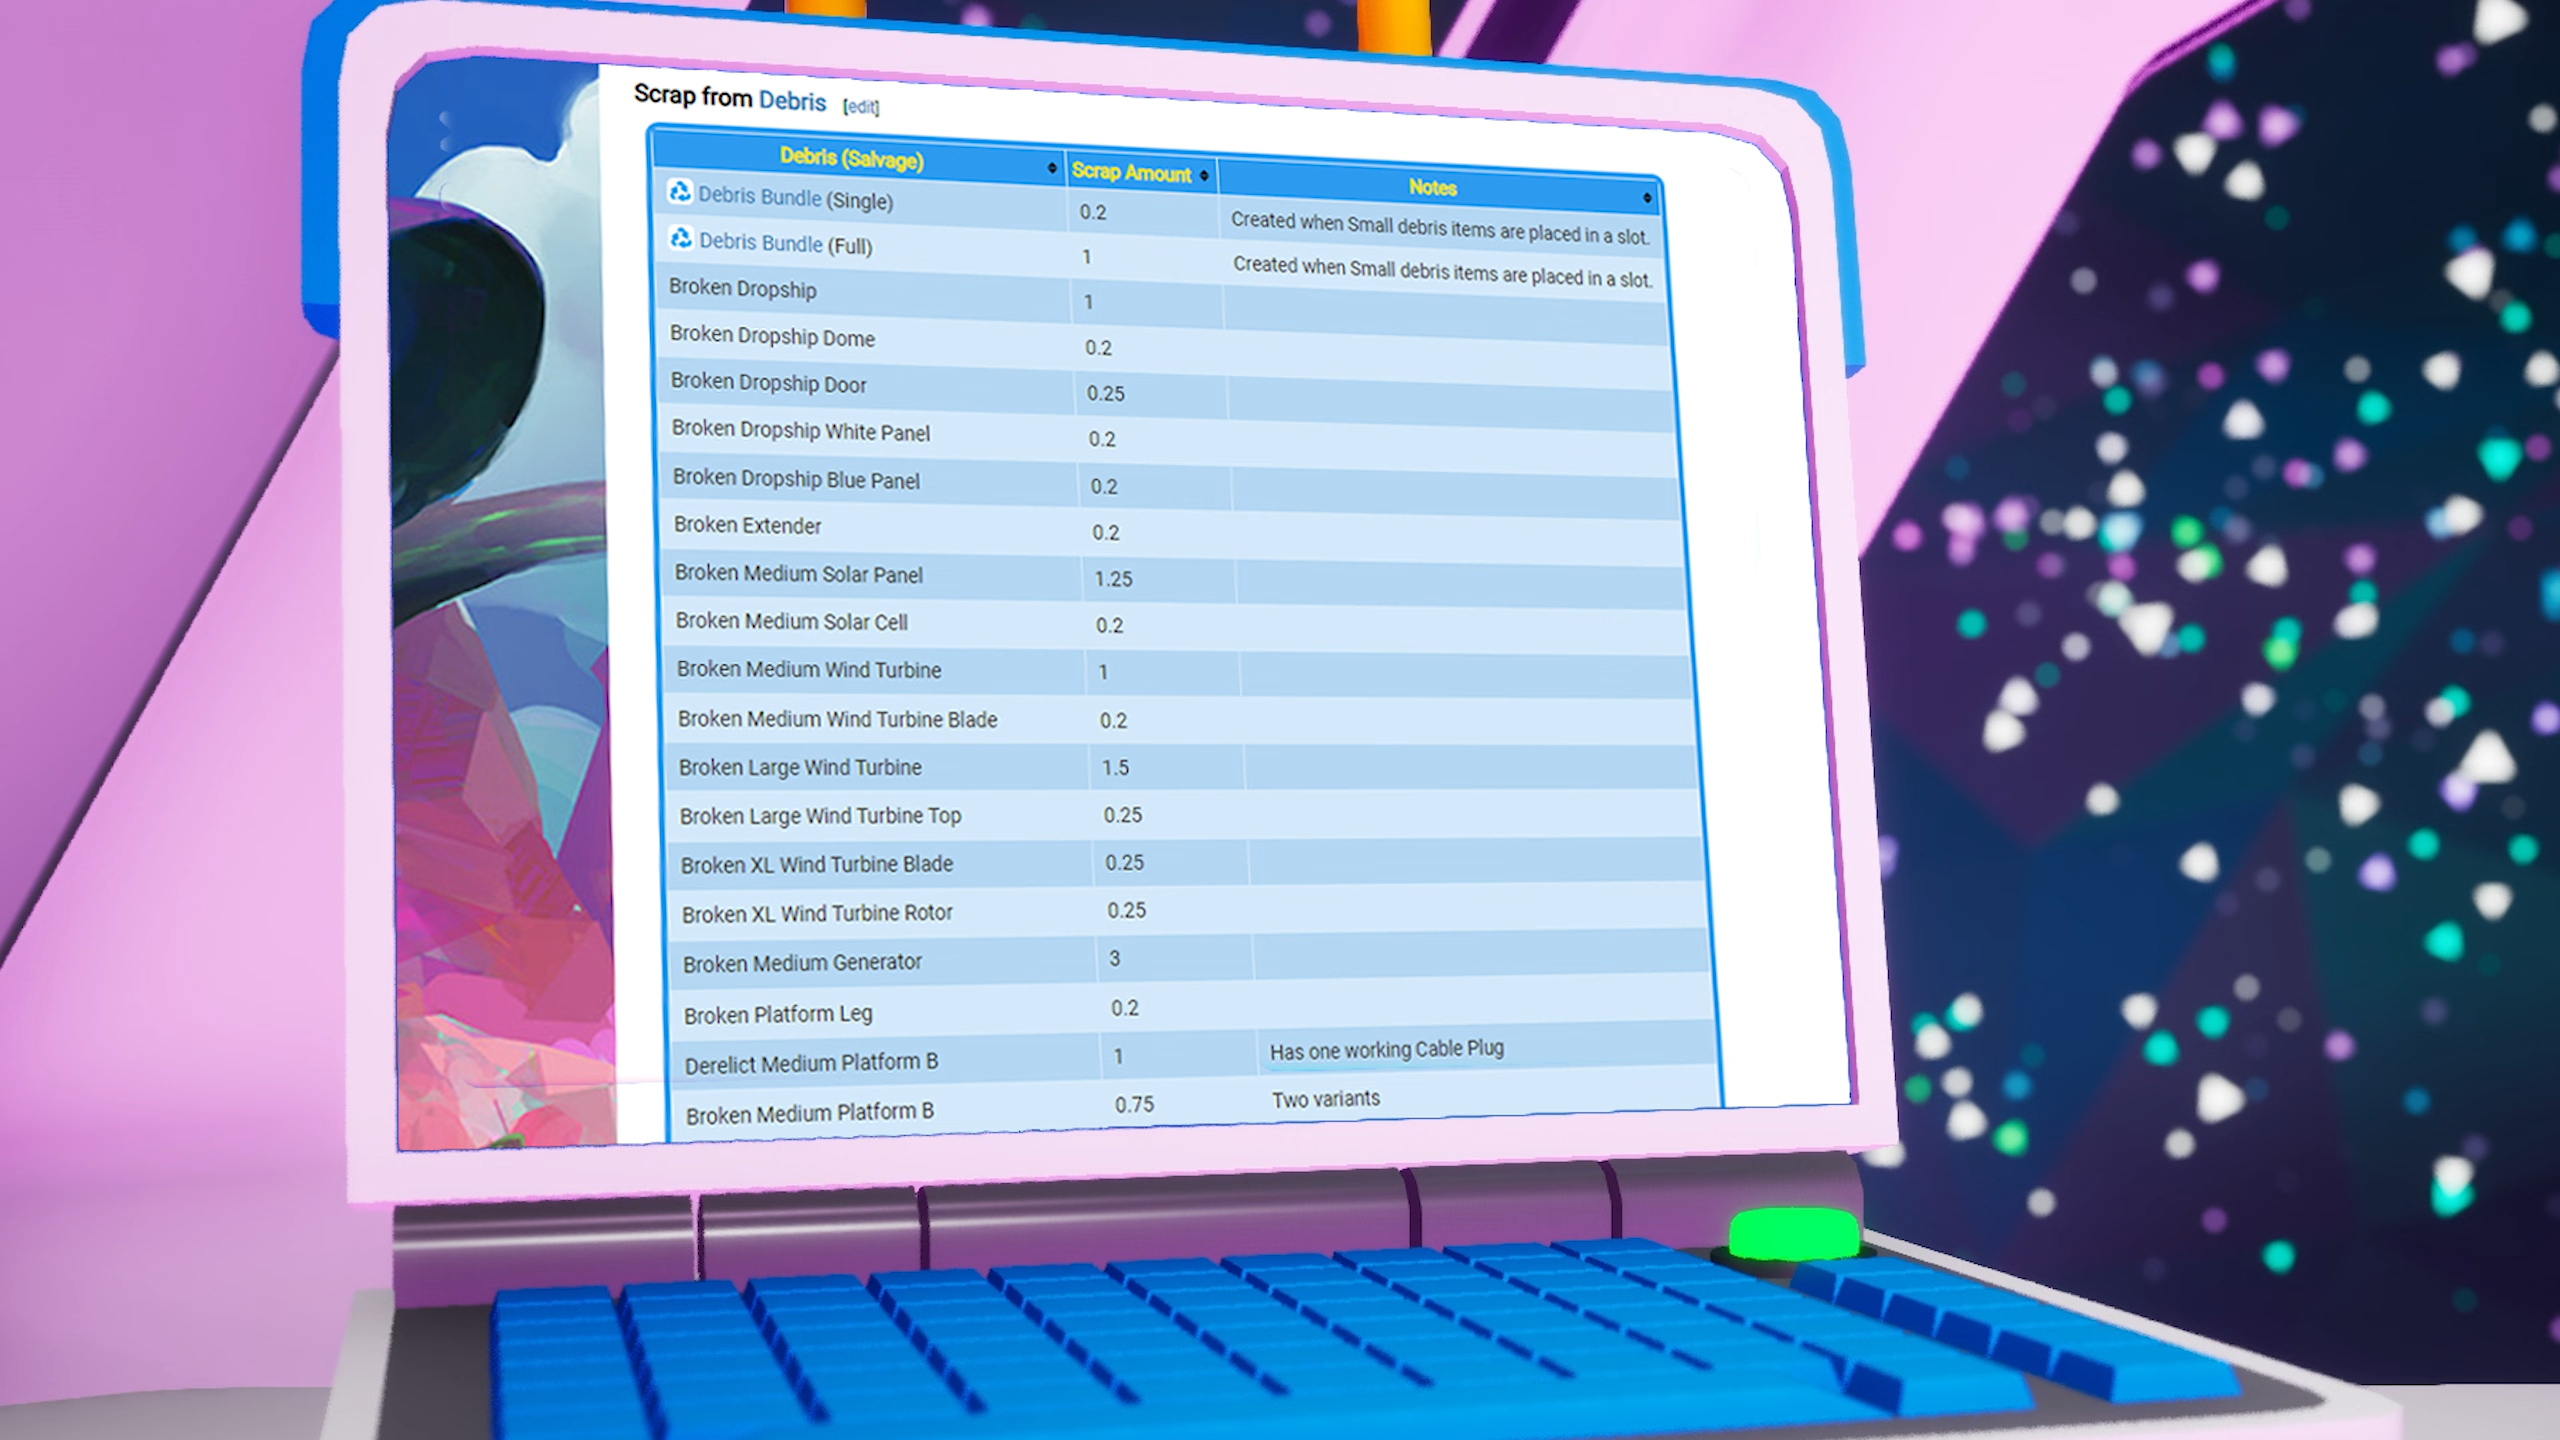 Scrap from Debris [edit]
Debris (Salvage) Scrap Amount Notes
Debris Bundle (Single) 0.2 Created when Small debris items are placed in a slot.
Debris Bundle (Full) 1 Created when Small debris items are placed in a slot.
Broken Dropship 1
Broken Dropship Dome 0.2
Broken Dropship Door 0.25
Broken Dropship White Panel 0.2
Broken Dropship Blue Panel 0.2
Broken Extender 0.2
Broken Medium Solar Panel 1.25
Broken Medium Solar Cell 0.2
Broken Medium Wind Turbine 1
Broken Medium Wind Turbine Blade 0.2
Broken Large Wind Turbine 1.5
Broken Large Wind Turbine Top 0.25
Broken XL Wind Turbine Blade 0.25
Broken XL Wind Turbine Rotor 0.25
Broken Medium Generator 3
Broken Platform Leg 0.2
Derelict Medium Platform B 1 Has one working Cable Plug
Broken Medium Platform B 0.75 Two variants